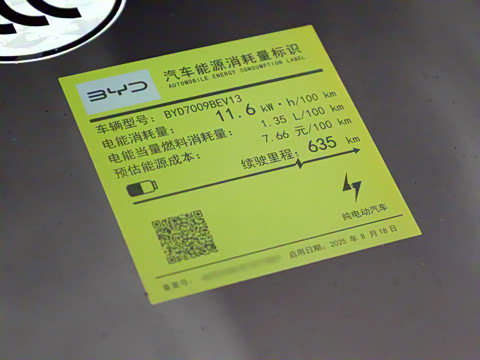 BYD
汽车能源消耗量标识
AUTOMOBILE ENERGY CONSUMPTION LABEL
车辆型号: BYD7009BEV13
电能消耗量: 11.6 kW·h/100 km
电能当量燃料消耗量: 1.35 L/100 km
预估能源成本: 7.66 元/100 km
续驶里程: 635 km
纯电动汽车
备案号:
启用日期: 2025 年 8 月 18 日